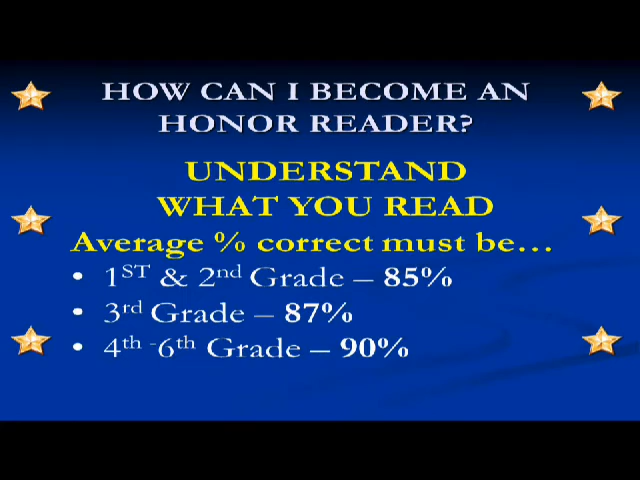 HOW CAN I BECOME AN
HONOR READER?
UNDERSTAND
WHAT YOU READ
Average % correct must be…
• 1ST & 2nd Grade – 85%
• 3rd Grade – 87%
• 4th -6th Grade – 90%